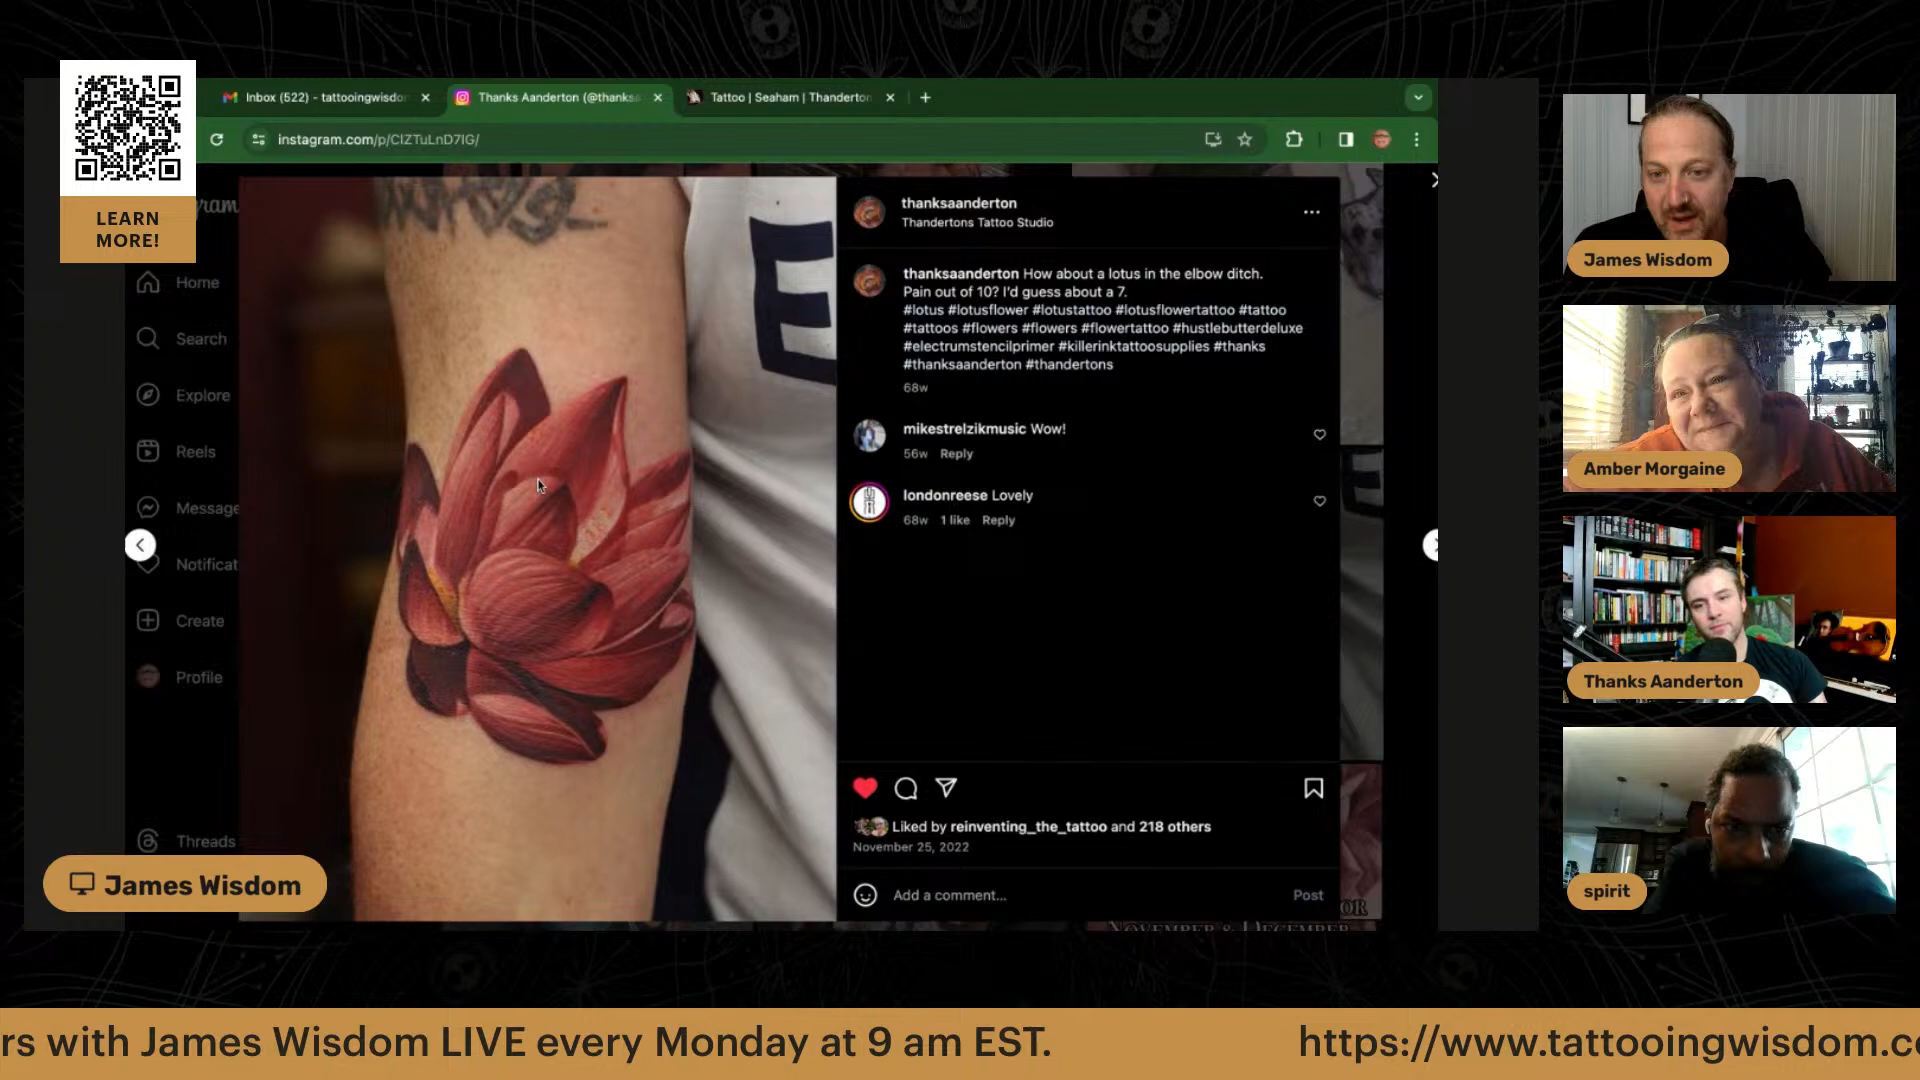 Inbox (522) - tattooingwisdo
Thanks Aanderton (@thanksa
Tattoo | Seaham | Thanderton
instagram.com/p/ClZTuLnD7IG/
LEARN
MORE!
ram
Home
Search
Explore
Reels
Message
Notificat
Create
Profile
Threads
E
thanksaanderton
Thandertons Tattoo Studio
thanksaanderton How about a lotus in the elbow ditch.
Pain out of 10? I'd guess about a 7.
#lotus #lotusflower #lotustattoo #lotusflowertattoo #tattoo
#tattoos #flowers #flowers #flowertattoo #hustlebutterdeluxe
#electrumstencilprimer #killerinktattoosupplies #thanks
#thanksaanderton #thandertons
68w
mikestrelzikmusic Wow!
56w Reply
londonreese Lovely
68w 1 like Reply
Liked by reinventing_the_tattoo and 218 others
November 25, 2022
Add a comment...
Post
NOVEMBER & DECEMBER
James Wisdom
James Wisdom
Amber Morgaine
Thanks Aanderton
spirit
rs with James Wisdom LIVE every Monday at 9 am EST.
https://www.tattooingwisdom.c